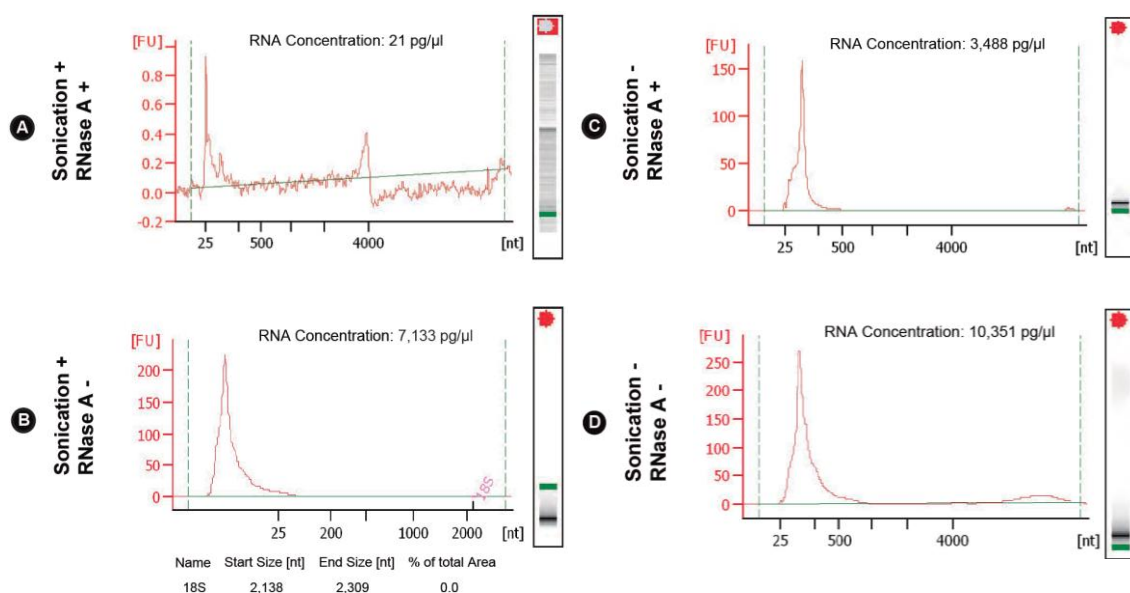 A
Sonication +
RNase A +
[FU]
RNA Concentration: 21 pg/µl
0.8
0.6
0.4
0.2
0.0
-0.2
25 500 4000 [nt]
C
Sonication -
RNase A +
[FU]
RNA Concentration: 3,488 pg/µl
150
100
50
0
25 500 4000 [nt]
B
Sonication +
RNase A -
[FU]
RNA Concentration: 7,133 pg/µl
200
150
100
50
0
18S
25 200 1000 2000 [nt]
Name Start Size [nt] End Size [nt] % of total Area
18S 2,138 2,309 0.0
D
Sonication -
RNase A -
[FU]
RNA Concentration: 10,351 pg/µl
250
200
150
100
50
0
25 500 4000 [nt]